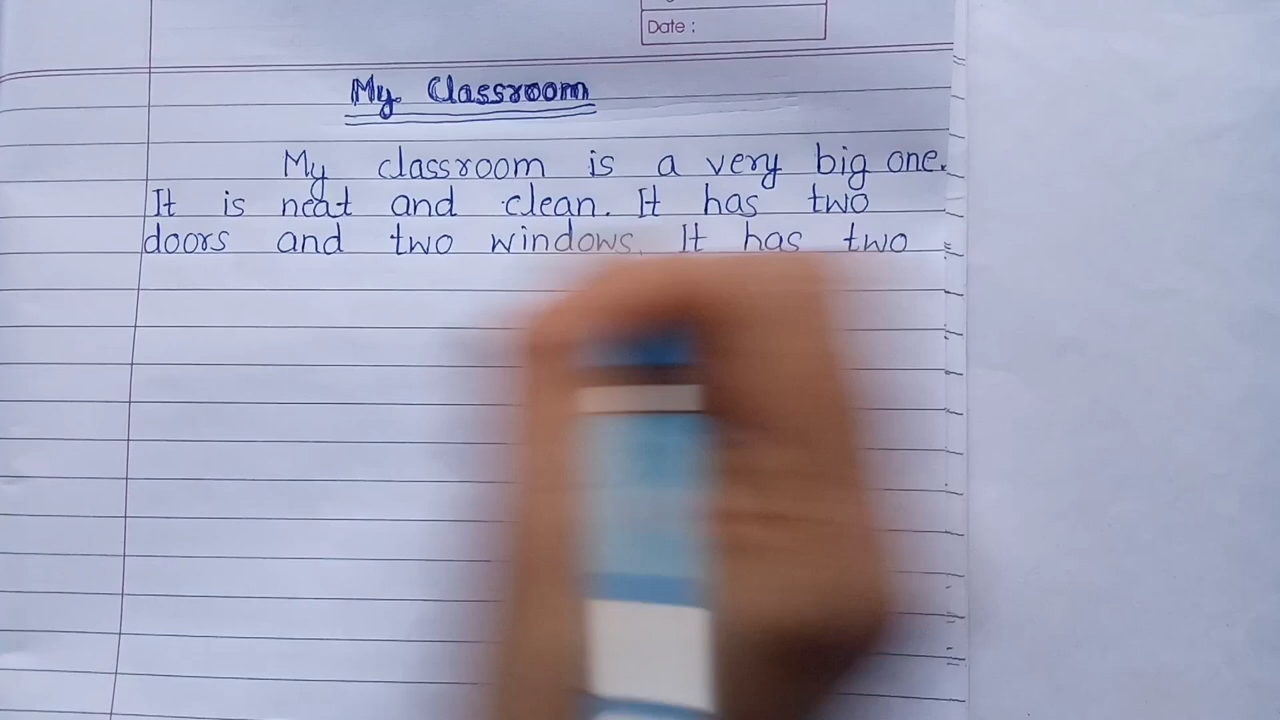 Date :
My Classroom
My classroom is a very big one.
It is neat and clean. It has two
doors and two windows. It has two